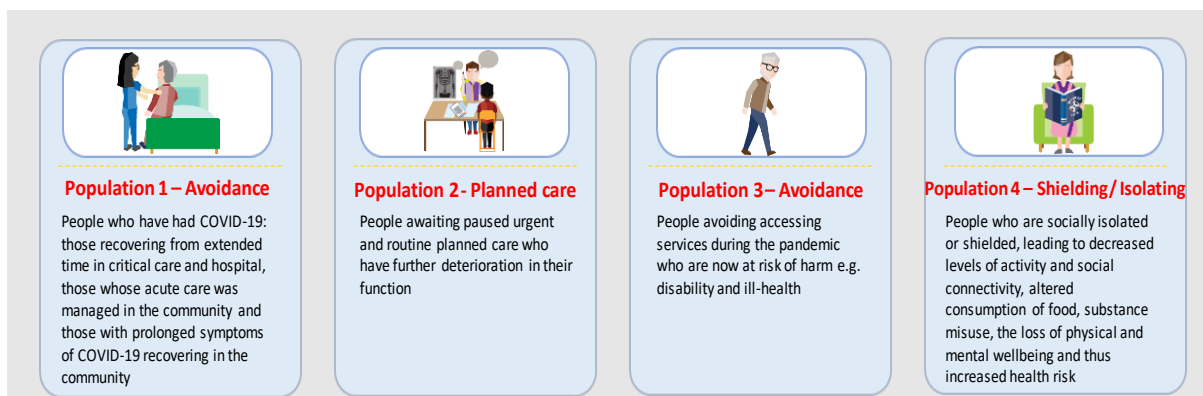 Population 1 – Avoidance
People who have had COVID-19:
those recovering from extended
time in critical care and hospital,
those whose acute care was
managed in the community and
those with prolonged symptoms
of COVID-19 recovering in the
community
Population 2 - Planned care
People awaiting paused urgent
and routine planned care who
have further deterioration in their
function
Population 3 – Avoidance
People avoiding accessing
services during the pandemic
who are now at risk of harm e.g.
disability and ill-health
Population 4 – Shielding/ Isolating
People who are socially isolated
or shielded, leading to decreased
levels of activity and social
connectivity, altered
consumption of food, substance
misuse, the loss of physical and
mental wellbeing and thus
increased health risk